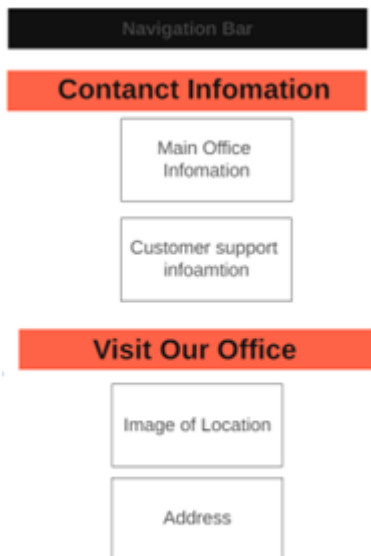 Navigation Bar
Contanct Infomation
Main Office
Infomation
Customer support
infoamtion
Visit Our Office
Image of Location
Address